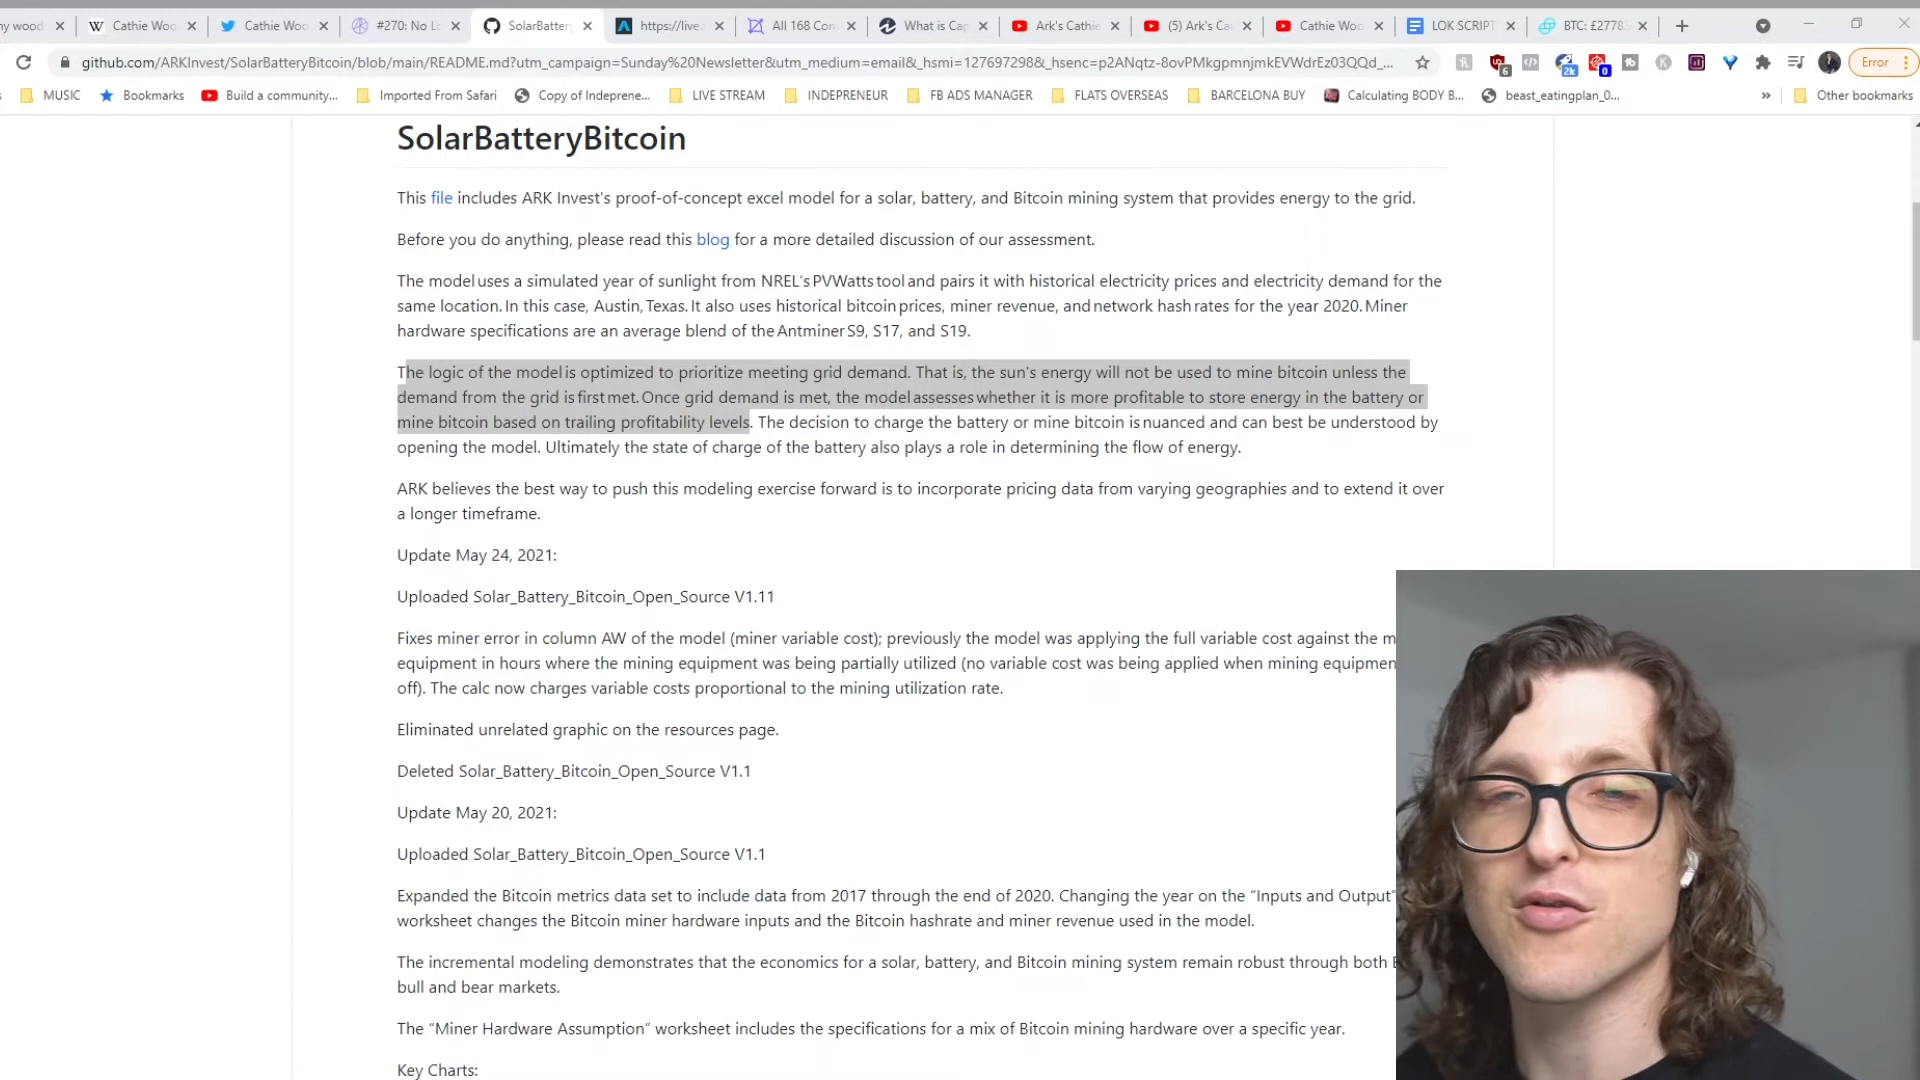 ny wood
Cathie Woo
Cathie Woo
#270: No L
SolarBatter
https://live.
All 168 Com
What is Cap
Ark's Cathie
(5) Ark's Ca
Cathie Woo
LOK SCRIPT
BTC: £2778
github.com/ARKInvest/SolarBatteryBitcoin/blob/main/README.md?utm_campaign=Sunday%20Newsletter&utm_medium=email&_hsmi=127697298&_hsenc=p2ANqtz-8ovPMkgpmnjmkEVWdrEz03QQd_...
6
2k
0
Error
MUSIC
Bookmarks
Build a community...
Imported From Safari
Copy of Indeprene...
LIVE STREAM
INDEPRENEUR
FB ADS MANAGER
FLATS OVERSEAS
BARCELONA BUY
Calculating BODY B...
beast_eatingplan_0...
»
Other bookmarks
SolarBatteryBitcoin
This file includes ARK Invest's proof-of-concept excel model for a solar, battery, and Bitcoin mining system that provides energy to the grid.
Before you do anything, please read this blog for a more detailed discussion of our assessment.
The model uses a simulated year of sunlight from NREL's PVWatts tool and pairs it with historical electricity prices and electricity demand for the
same location. In this case, Austin, Texas. It also uses historical bitcoin prices, miner revenue, and network hash rates for the year 2020. Miner
hardware specifications are an average blend of the Antminer S9, S17, and S19.
The logic of the model is optimized to prioritize meeting grid demand. That is, the sun's energy will not be used to mine bitcoin unless the
demand from the grid is first met. Once grid demand is met, the model assesses whether it is more profitable to store energy in the battery or
mine bitcoin based on trailing profitability levels. The decision to charge the battery or mine bitcoin is nuanced and can best be understood by
opening the model. Ultimately the state of charge of the battery also plays a role in determining the flow of energy.
ARK believes the best way to push this modeling exercise forward is to incorporate pricing data from varying geographies and to extend it over
a longer timeframe.
Update May 24, 2021:
Uploaded Solar_Battery_Bitcoin_Open_Source V1.11
Fixes miner error in column AW of the model (miner variable cost); previously the model was applying the full variable cost against the m
equipment in hours where the mining equipment was being partially utilized (no variable cost was being applied when mining equipmen
off). The calc now charges variable costs proportional to the mining utilization rate.
Eliminated unrelated graphic on the resources page.
Deleted Solar_Battery_Bitcoin_Open_Source V1.1
Update May 20, 2021:
Uploaded Solar_Battery_Bitcoin_Open_Source V1.1
Expanded the Bitcoin metrics data set to include data from 2017 through the end of 2020. Changing the year on the “Inputs and Output”
worksheet changes the Bitcoin miner hardware inputs and the Bitcoin hashrate and miner revenue used in the model.
The incremental modeling demonstrates that the economics for a solar, battery, and Bitcoin mining system remain robust through both B
bull and bear markets.
The “Miner Hardware Assumption” worksheet includes the specifications for a mix of Bitcoin mining hardware over a specific year.
Key Charts: